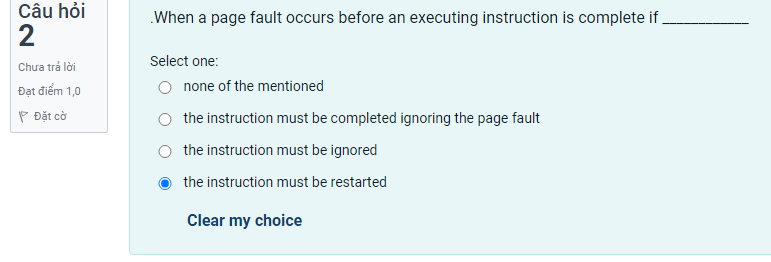 Câu hỏi
2
Chưa trả lời
Đạt điểm 1,0
Đặt cờ
.When a page fault occurs before an executing instruction is complete if ____________
Select one:
none of the mentioned
the instruction must be completed ignoring the page fault
the instruction must be ignored
the instruction must be restarted
Clear my choice